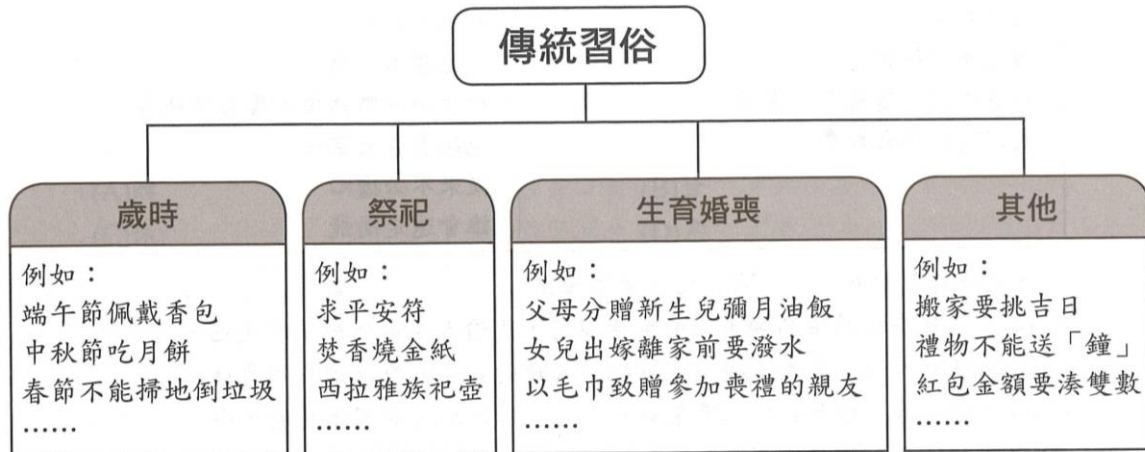 傳統習俗
歲時
例如：
端午節佩戴香包
中秋節吃月餅
春節不能掃地倒垃圾
……
祭祀
例如：
求平安符
焚香燒金紙
西拉雅族祀壺
……
生育婚喪
例如：
父母分贈新生兒彌月油飯
女兒出嫁離家前要潑水
以毛巾致贈參加喪禮的親友
……
其他
例如：
搬家要挑吉日
禮物不能送「鐘」
紅包金額要湊雙數
……